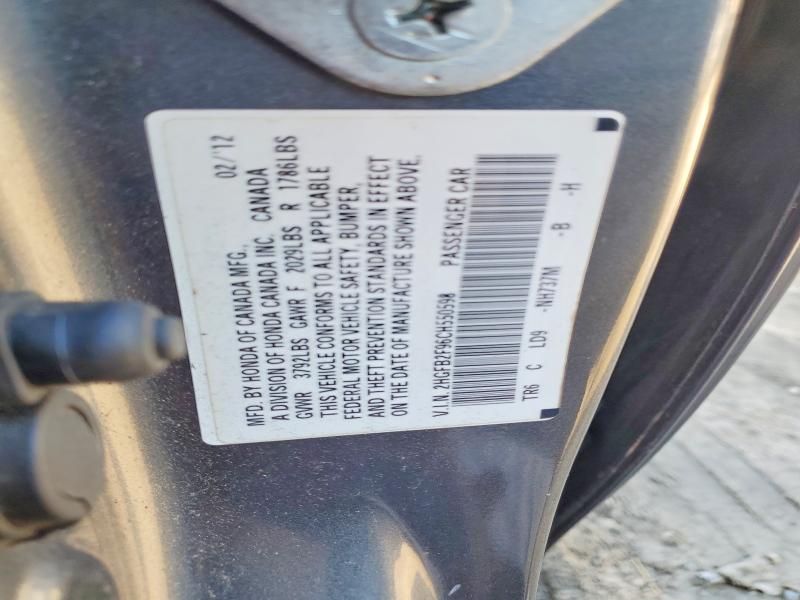 MFD. BY HONDA OF CANADA MFG., 02/'12
A DIVISION OF HONDA CANADA INC. CANADA
GVWR 3792LBS GAWR F 2029LBS R 1786LBS
THIS VEHICLE CONFORMS TO ALL APPLICABLE
FEDERAL MOTOR VEHICLE SAFETY, BUMPER,
AND THEFT PREVENTION STANDARDS IN EFFECT
ON THE DATE OF MANUFACTURE SHOWN ABOVE.
V.I.N. 2HGFB2F96CH550598 PASSENGER CAR
TR6 C LD9 -NH737M -B -H